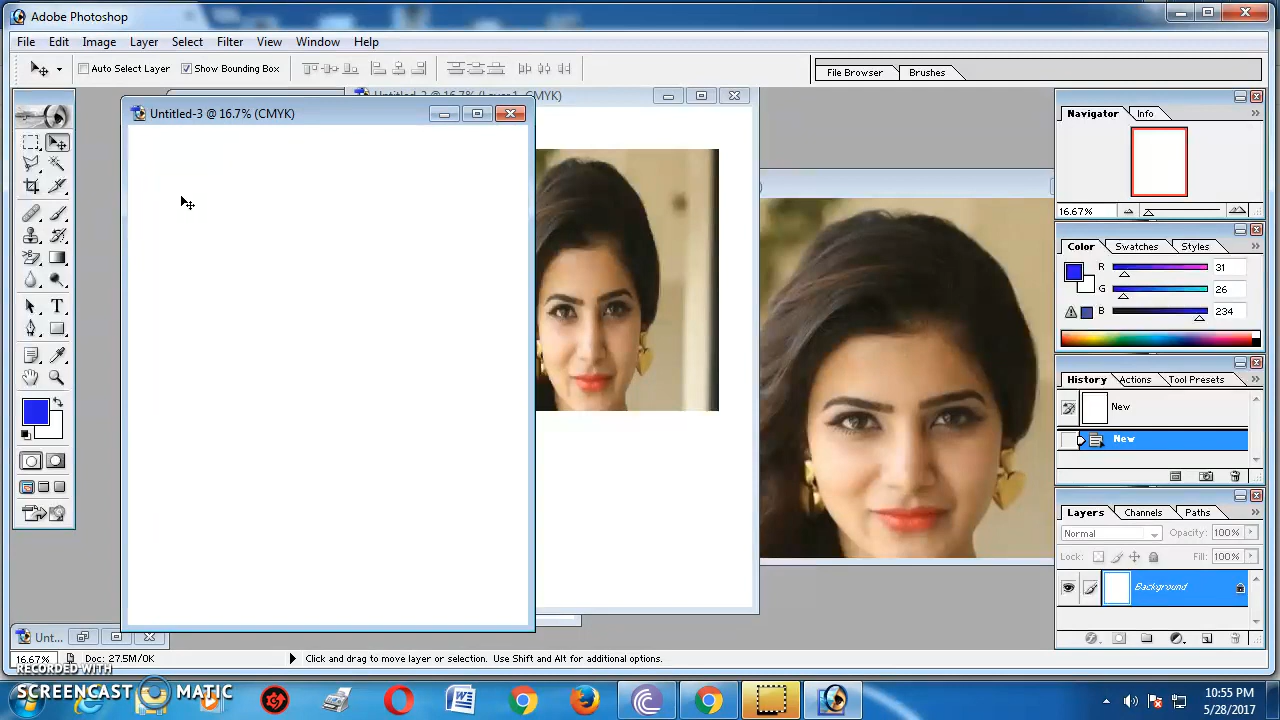 Adobe Photoshop
File Edit Image Layer Select Filter View Window Help
Auto Select Layer Show Bounding Box File Browser Brushes
Untitled-3 @ 16.7% (CMYK)
Navigator Info
16.67%
Color Swatches Styles
R 31
G 26
B 234
History Actions Tool Presets
New
New
Layers Channels Paths
Normal Opacity: 100%
Lock: Fill: 100%
Background
Unt...
16.67% Doc: 27.5M/0K Click and drag to move layer or selection. Use Shift and Alt for additional options.
RECORDED WITH
SCREENCAST MATIC
10:55 PM
5/28/2017